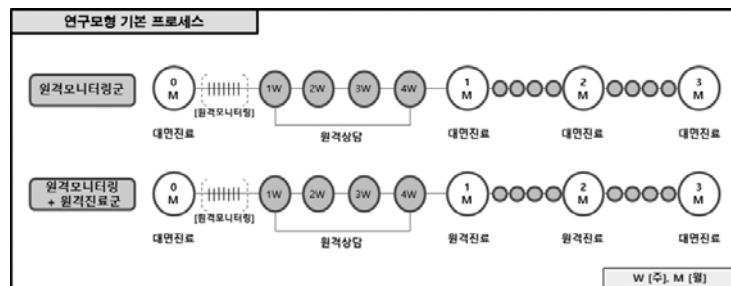 연구모형 기본 프로세스
원격모니터링군
0 M
1W
2W
3W
4W
1 M
2 M
3 M
[원격모니터링]
대면진료
원격상담
대면진료
대면진료
대면진료
원격모니터링
+ 원격진료군
0 M
1W
2W
3W
4W
1 M
2 M
3 M
[원격모니터링]
대면진료
원격상담
원격진료
원격진료
대면진료
W [주], M [월]